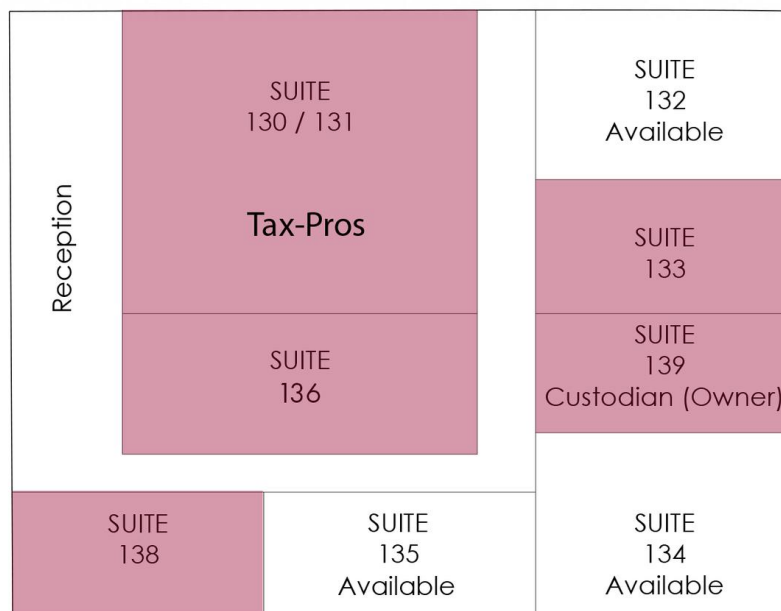 SUITE
130 / 131
Tax-Pros
SUITE
132
Available
Reception
SUITE
133
SUITE
136
SUITE
139
Custodian (Owner)
SUITE
138
SUITE
135
Available
SUITE
134
Available